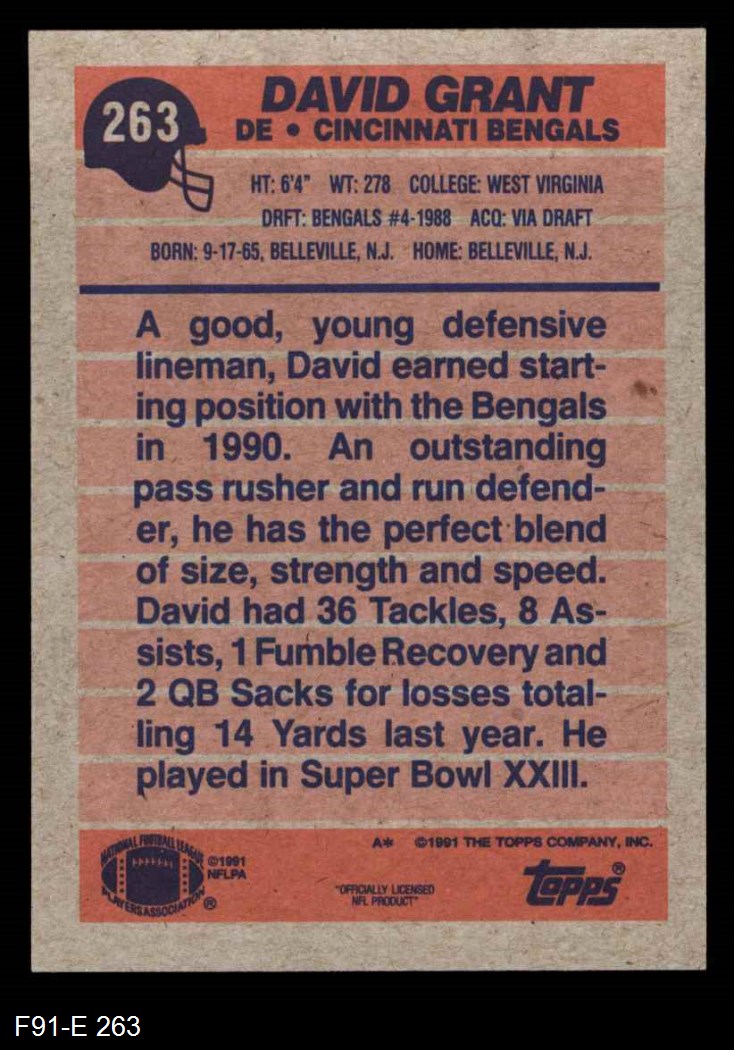 263
DAVID GRANT
DE • CINCINNATI BENGALS
HT: 6'4" WT: 278 COLLEGE: WEST VIRGINIA
DRFT: BENGALS #4-1988 ACQ: VIA DRAFT
BORN: 9-17-65, BELLEVILLE, N.J. HOME: BELLEVILLE, N.J.
A good, young defensive
lineman, David earned start-
ing position with the Bengals
in 1990. An outstanding
pass rusher and run defend-
er, he has the perfect blend
of size, strength and speed.
David had 36 Tackles, 8 As-
sists, 1 Fumble Recovery and
2 QB Sacks for losses total-
ling 14 Yards last year. He
played in Super Bowl XXIII.
A* ©1991 THE TOPPS COMPANY, INC.
NATIONAL FOOTBALL LEAGUE
PLAYERS ASSOCIATION ®
©1991
NFLPA
"OFFICIALLY LICENSED
NFL PRODUCT"
topps®
F91-E 263